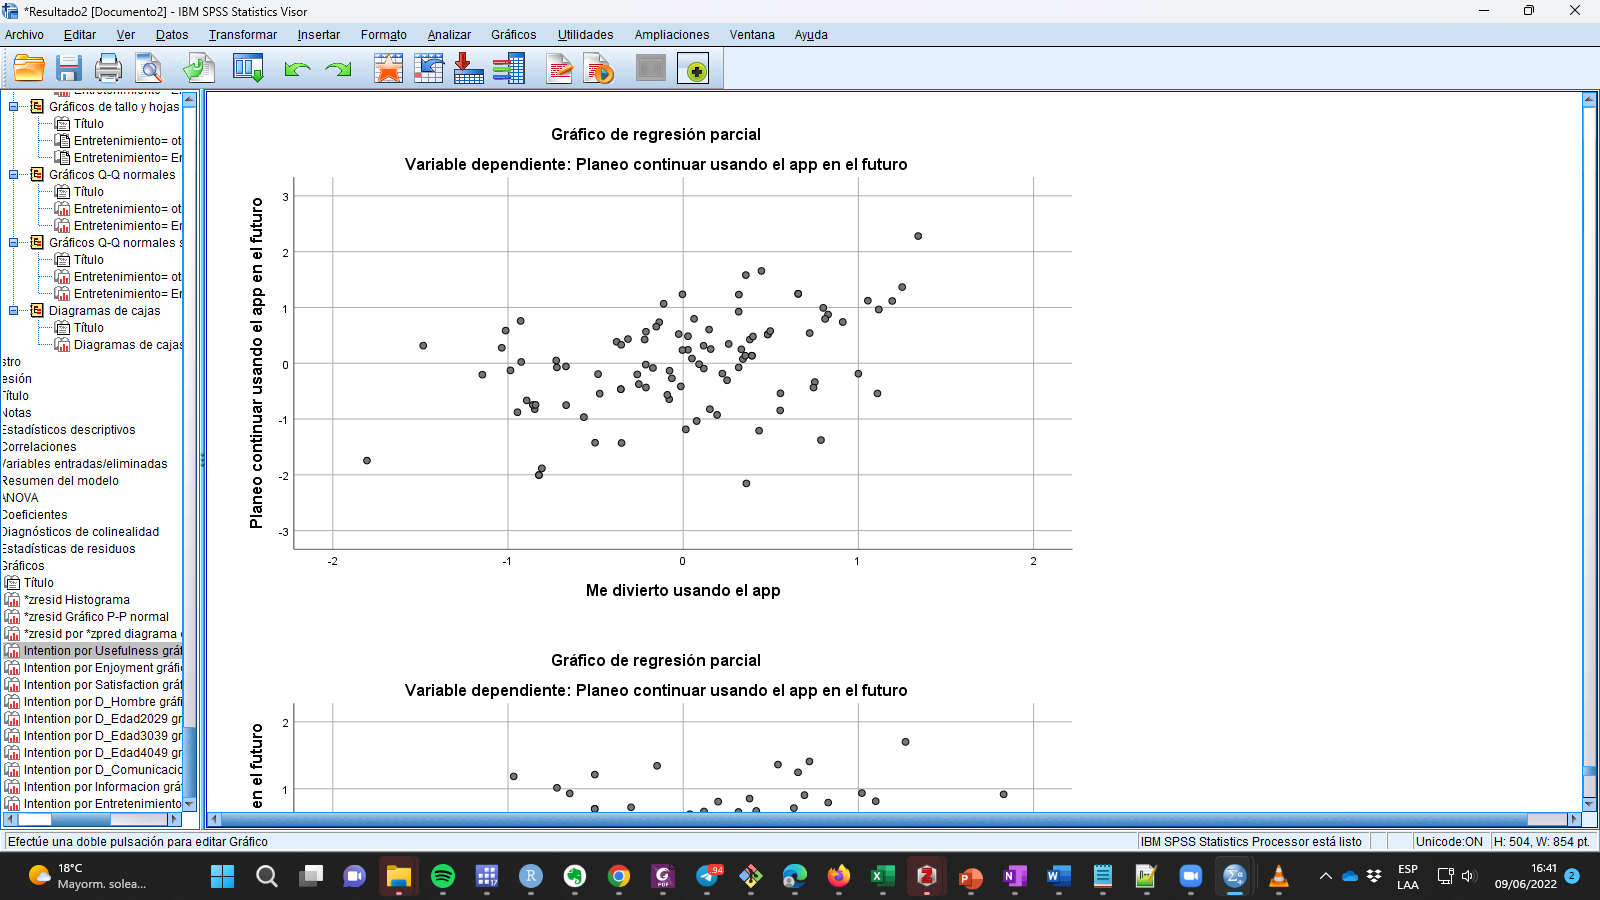 *Resultado2 [Documento2] - IBM SPSS Statistics Visor
Archivo Editar Ver Datos Transformar Insertar Formato Analizar Gráficos Utilidades Ampliaciones Ventana Ayuda
Gráficos de tallo y hojas
Título
Entretenimiento= ot
Entretenimiento= Er
Gráficos Q-Q normales
Título
Entretenimiento= ot
Entretenimiento= Er
Gráficos Q-Q normales s
Título
Entretenimiento= ot
Entretenimiento= Er
Diagramas de cajas
Título
Diagramas de cajas
stro
esión
Título
Notas
Estadísticos descriptivos
Correlaciones
Variables entradas/eliminadas
Resumen del modelo
ANOVA
Coeficientes
Diagnósticos de colinealidad
Estadísticas de residuos
Gráficos
Título
*zresid Histograma
*zresid Gráfico P-P normal
*zresid por *zpred diagrama
Intention por Usefulness gráf
Intention por Enjoyment gráfi
Intention por Satisfaction gráf
Intention por D_Hombre gráfi
Intention por D_Edad2029 gr
Intention por D_Edad3039 gr
Intention por D_Edad4049 gr
Intention por D_Comunicacio
Intention por Informacion grá
Intention por Entretenimiento
Gráfico de regresión parcial
Variable dependiente: Planeo continuar usando el app en el futuro
Planeo continuar usando el app en el futuro
3
2
1
0
-1
-2
-3
-2 -1 0 1 2
Me divierto usando el app
Gráfico de regresión parcial
Variable dependiente: Planeo continuar usando el app en el futuro
en el futuro
2
1
Efectúe una doble pulsación para editar Gráfico
IBM SPSS Statistics Processor está listo
Unicode:ON
H: 504, W: 854 pt.
18°C
Mayorm. solea...
17
R
PDF
94
ESP
LAA
16:41
09/06/2022
2